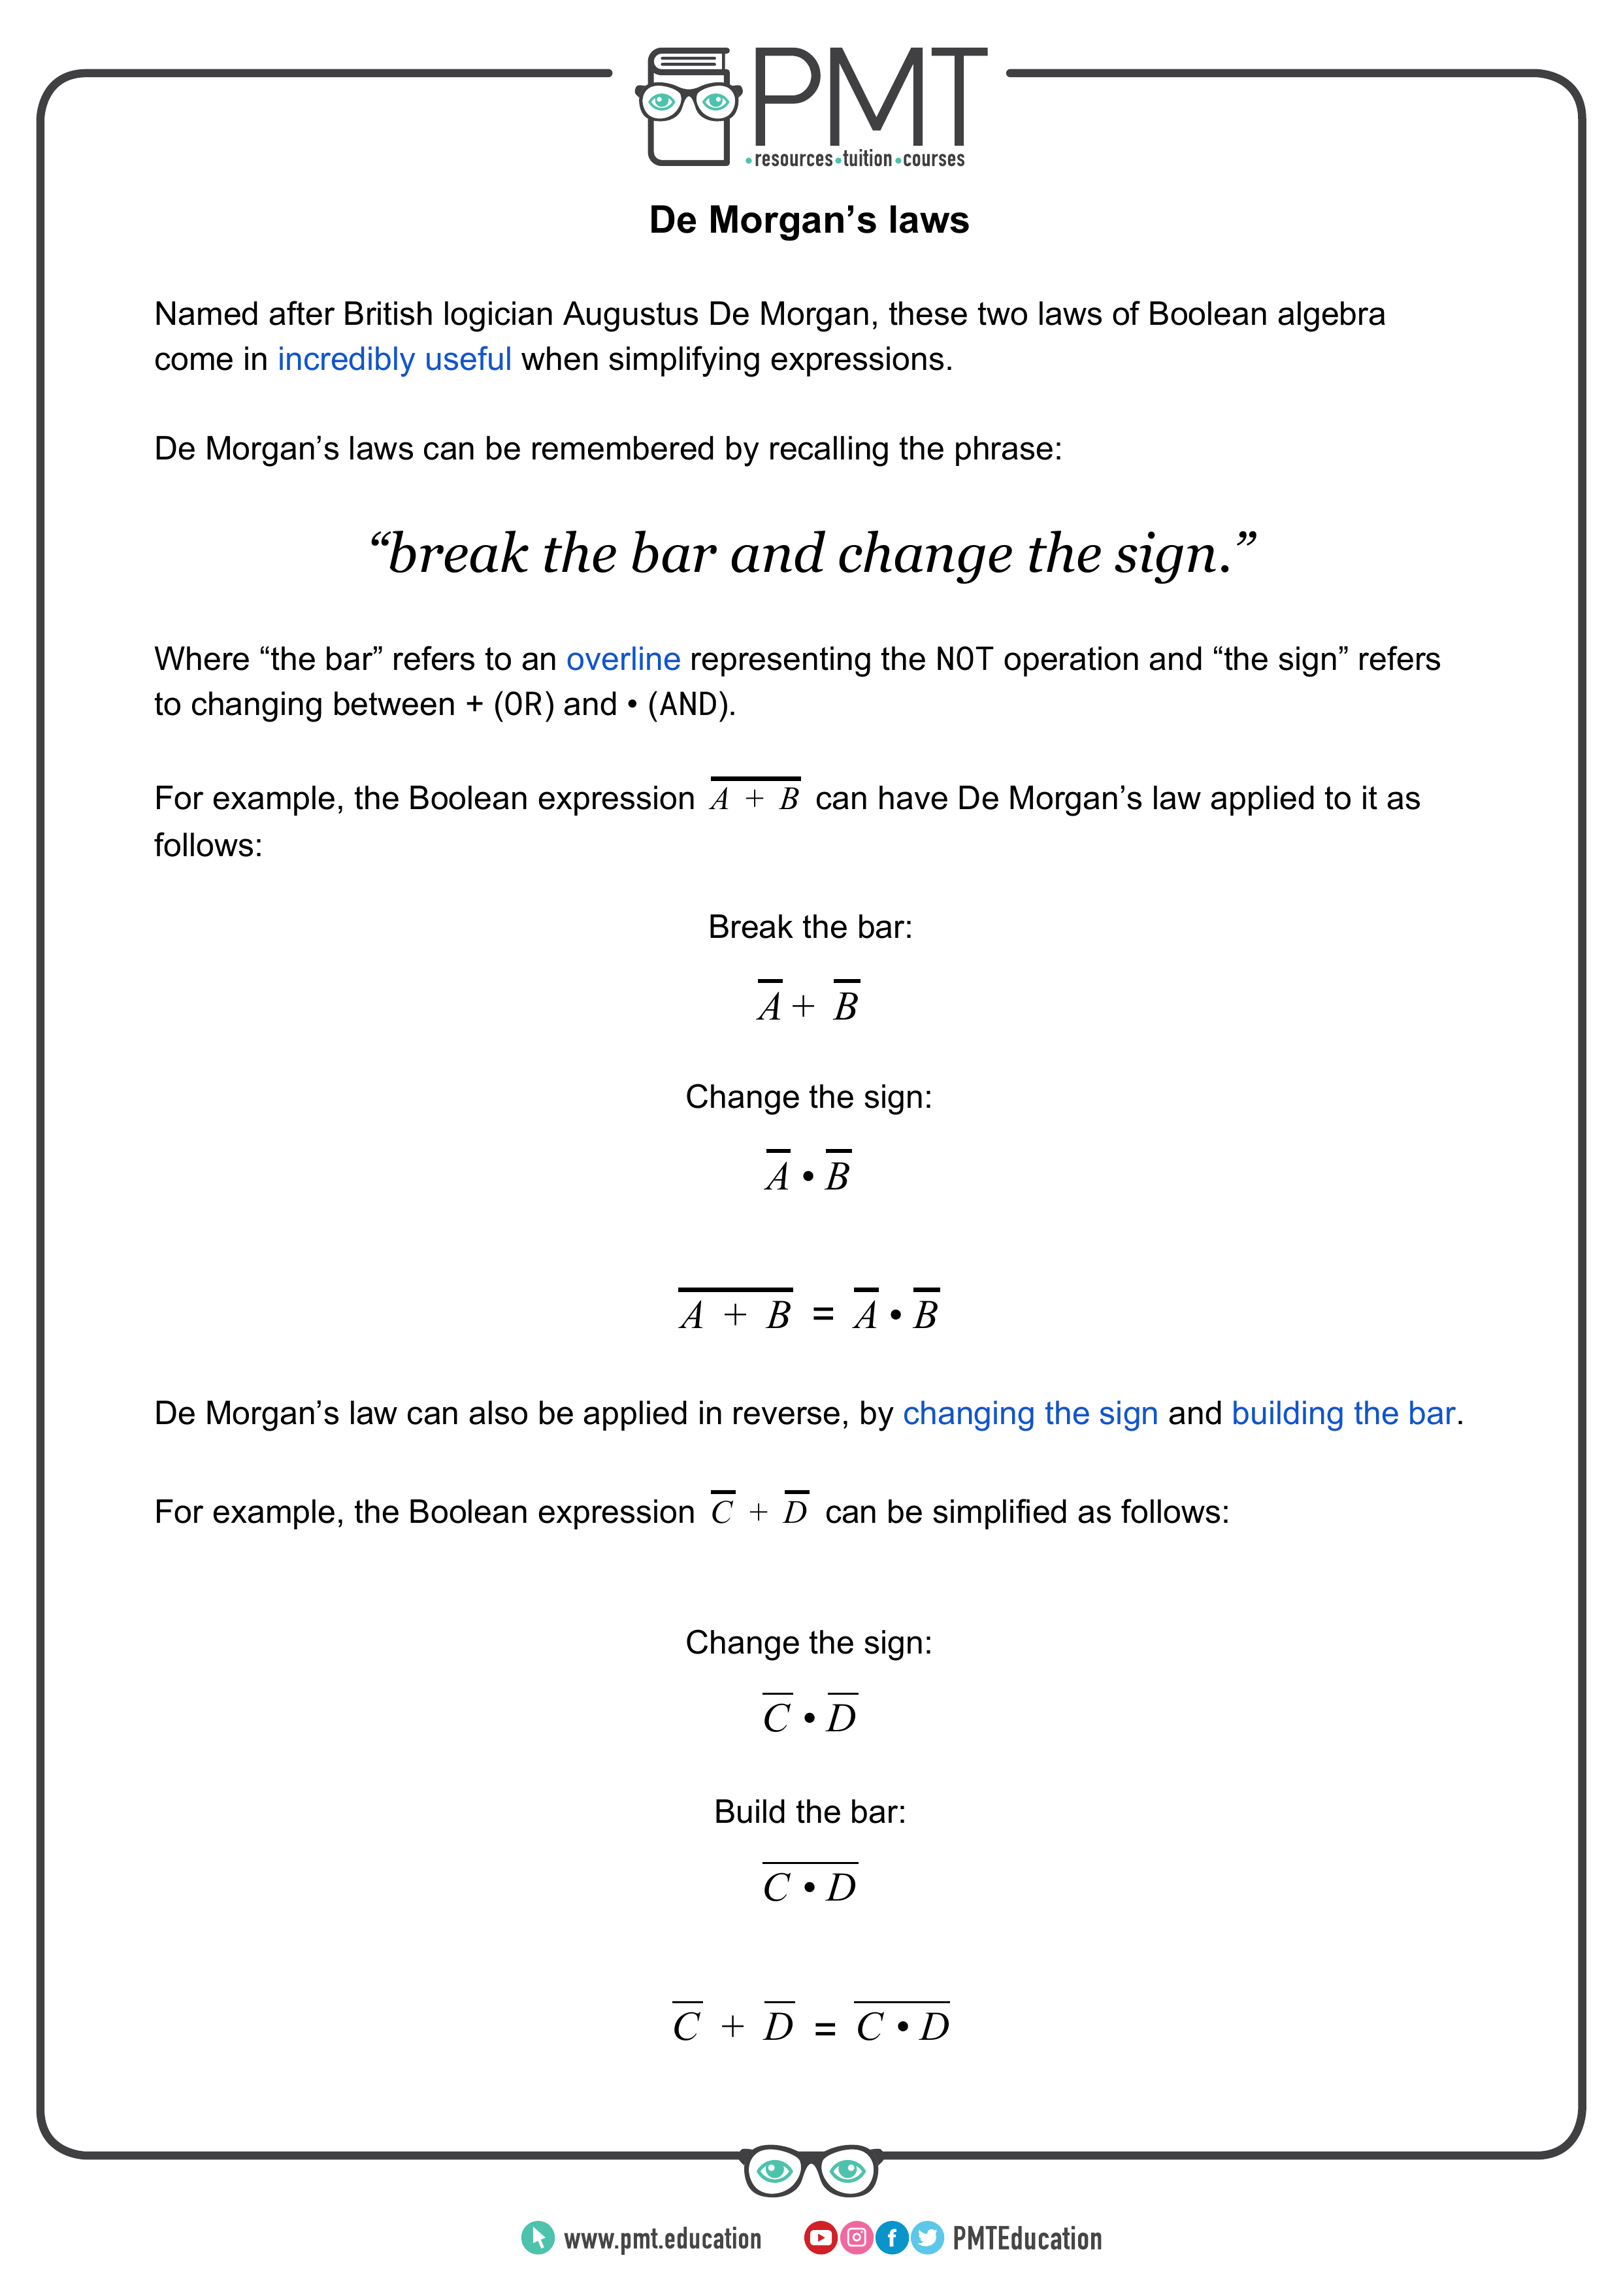 PMT
•resources•tuition•courses
De Morgan’s laws
Named after British logician Augustus De Morgan, these two laws of Boolean algebra
come in incredibly useful when simplifying expressions.
De Morgan’s laws can be remembered by recalling the phrase:
“break the bar and change the sign.”
Where “the bar” refers to an overline representing the NOT operation and “the sign” refers
to changing between + (OR) and • (AND).
For example, the Boolean expression $\overline{A + B}$ can have De Morgan’s law applied to it as
follows:
Break the bar:
$\overline{A} + \overline{B}$
Change the sign:
$\overline{A} • \overline{B}$
$\overline{A + B} = \overline{A} • \overline{B}$
De Morgan’s law can also be applied in reverse, by changing the sign and building the bar.
For example, the Boolean expression $\overline{C} + \overline{D}$ can be simplified as follows:
Change the sign:
$\overline{C} • \overline{D}$
Build the bar:
$\overline{C • D}$
$\overline{C} + \overline{D} = \overline{C • D}$
www.pmt.education PMTEducation